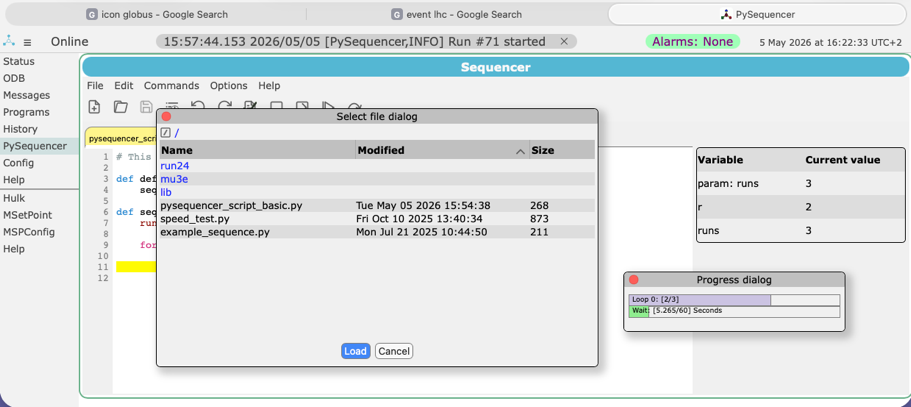 icon globus - Google Search
event lhc - Google Search
PySequencer
Online
15:57:44.153 2026/05/05 [PySequencer,INFO] Run #71 started
Alarms: None
5 May 2026 at 16:22:33 UTC+2
Status
ODB
Messages
Programs
History
PySequencer
Config
Help
Hulk
MSetPoint
MSPConfig
Help
Sequencer
File Edit Commands Options Help
pysequencer_scr
1 # This
2
3 def def
4 seq
5
6 def seq
7 run
8
9 for
10
11
12
Select file dialog
/ /
Name Modified Size
run24
mu3e
lib
pysequencer_script_basic.py Tue May 05 2026 15:54:38 268
speed_test.py Fri Oct 10 2025 13:40:34 873
example_sequence.py Mon Jul 21 2025 10:44:50 211
Load Cancel
Variable Current value
param: runs 3
r 2
runs 3
Progress dialog
Loop 0: [2/3]
Wait: [5.265/60] Seconds